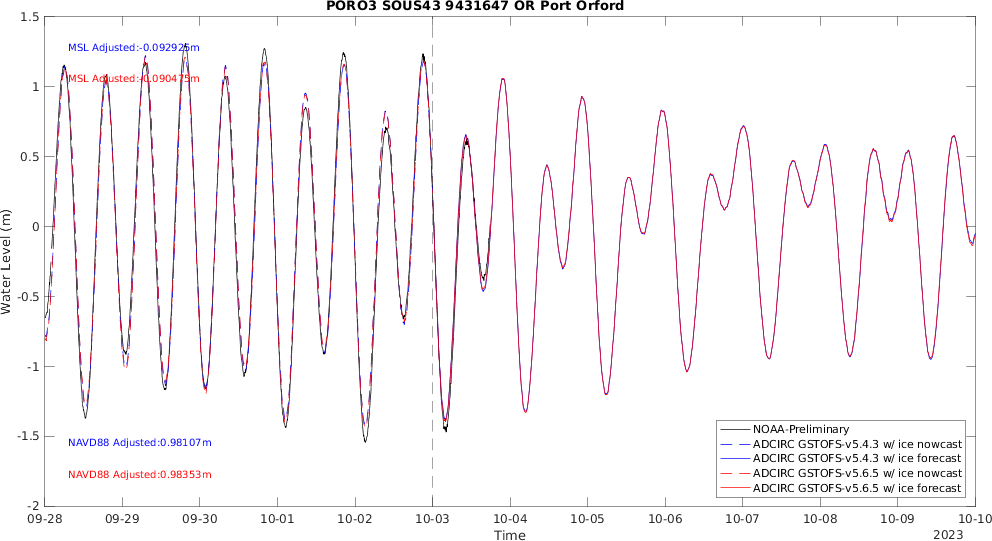 PORO3 SOUS43 9431647 OR Port Orford
MSL Adjusted:-0.092925m
MSL Adjusted:-0.090475m
NAVD88 Adjusted:0.98107m
NAVD88 Adjusted:0.98353m
Water Level (m)
1.5
1
0.5
0
-0.5
-1
-1.5
-2
NOAA-Preliminary
ADCIRC GSTOFS-v5.4.3 w/ ice nowcast
ADCIRC GSTOFS-v5.4.3 w/ ice forecast
ADCIRC GSTOFS-v5.6.5 w/ ice nowcast
ADCIRC GSTOFS-v5.6.5 w/ ice forecast
09-28 09-29 09-30 10-01 10-02 10-03 10-04 10-05 10-06 10-07 10-08 10-09 10-10
Time
2023